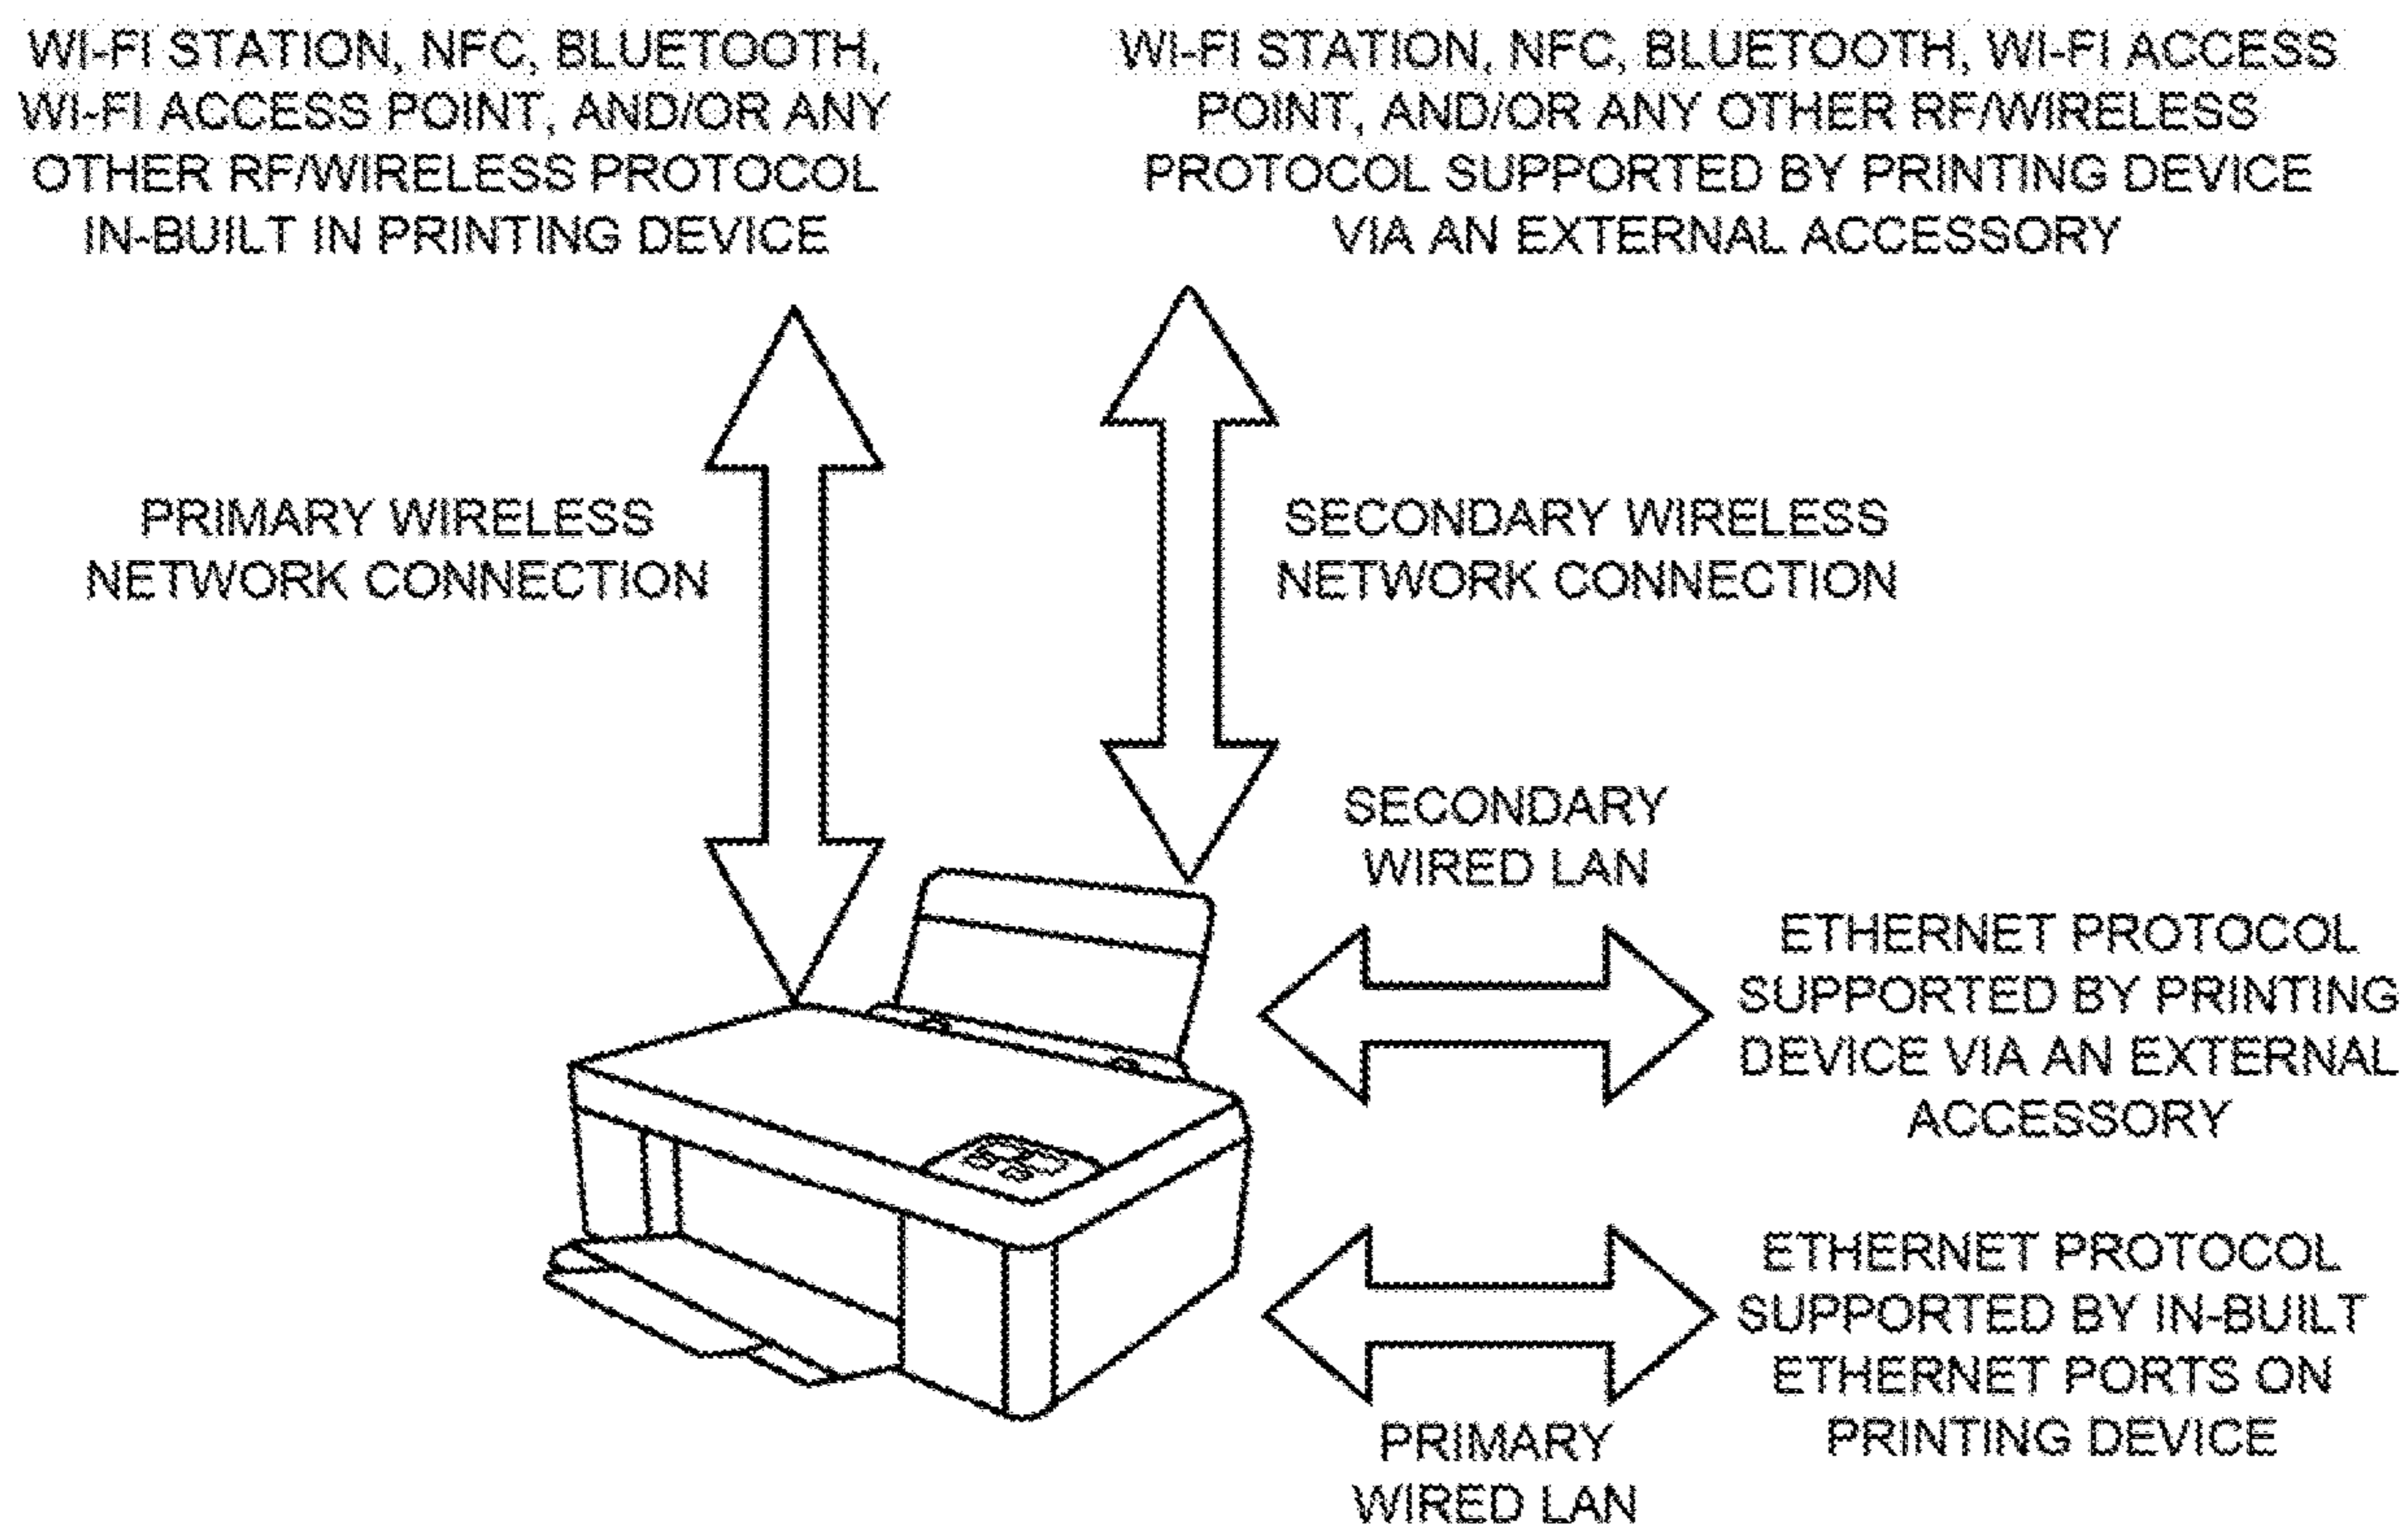 WI-FI STATION, NFC, BLUETOOTH,
WI-FI ACCESS POINT, AND/OR ANY
OTHER RF/WIRELESS PROTOCOL
IN-BUILT IN PRINTING DEVICE
WI-FI STATION, NFC, BLUETOOTH, WI-FI ACCESS
POINT, AND/OR ANY OTHER RF/WIRELESS
PROTOCOL SUPPORTED BY PRINTING DEVICE
VIA AN EXTERNAL ACCESSORY
PRIMARY WIRELESS
NETWORK CONNECTION
SECONDARY WIRELESS
NETWORK CONNECTION
SECONDARY
WIRED LAN
ETHERNET PROTOCOL
SUPPORTED BY PRINTING
DEVICE VIA AN EXTERNAL
ACCESSORY
ETHERNET PROTOCOL
SUPPORTED BY IN-BUILT
ETHERNET PORTS ON
PRINTING DEVICE
PRIMARY
WIRED LAN